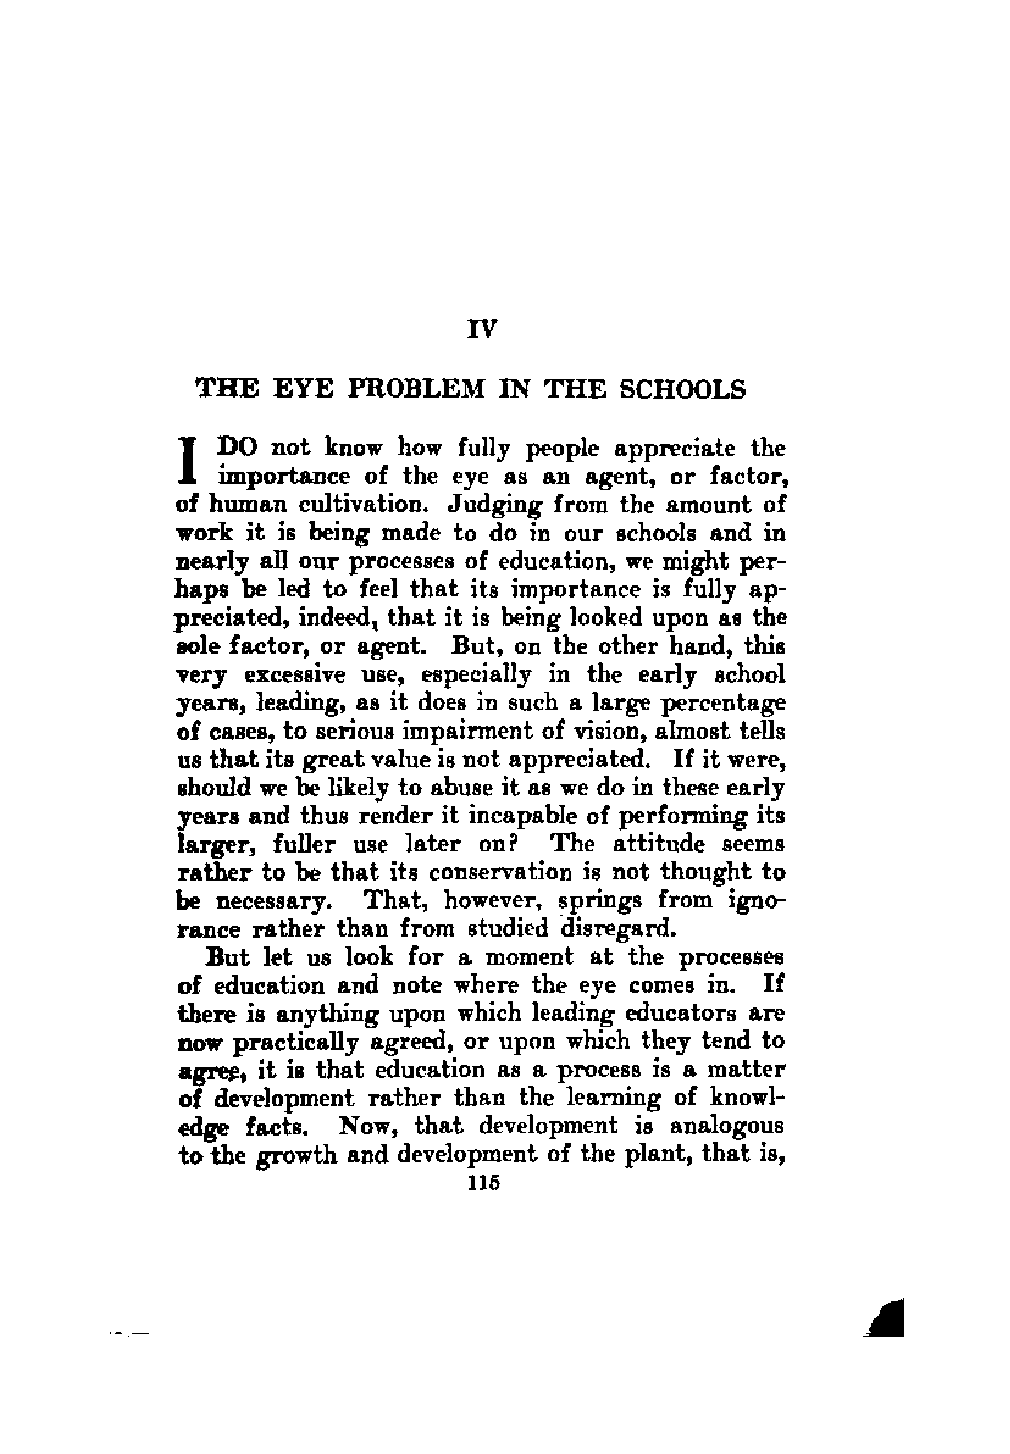 IV
THE EYE PROBLEM IN THE SCHOOLS
I DO not know how fully people appreciate the
importance of the eye as an agent, or factor,
of human cultivation. Judging from the amount of
work it is being made to do in our schools and in
nearly all our processes of education, we might per-
haps be led to feel that its importance is fully ap-
preciated, indeed, that it is being looked upon as the
sole factor, or agent. But, on the other hand, this
very excessive use, especially in the early school
years, leading, as it does in such a large percentage
of cases, to serious impairment of vision, almost tells
us that its great value is not appreciated. If it were,
should we be likely to abuse it as we do in these early
years and thus render it incapable of performing its
larger, fuller use later on? The attitude seems
rather to be that its conservation is not thought to
be necessary. That, however, springs from igno-
rance rather than from studied disregard.
But let us look for a moment at the processes
of education and note where the eye comes in. If
there is anything upon which leading educators are
now practically agreed, or upon which they tend to
agree, it is that education as a process is a matter
of development rather than the learning of knowl-
edge facts. Now, that development is analogous
to the growth and development of the plant, that is,
115